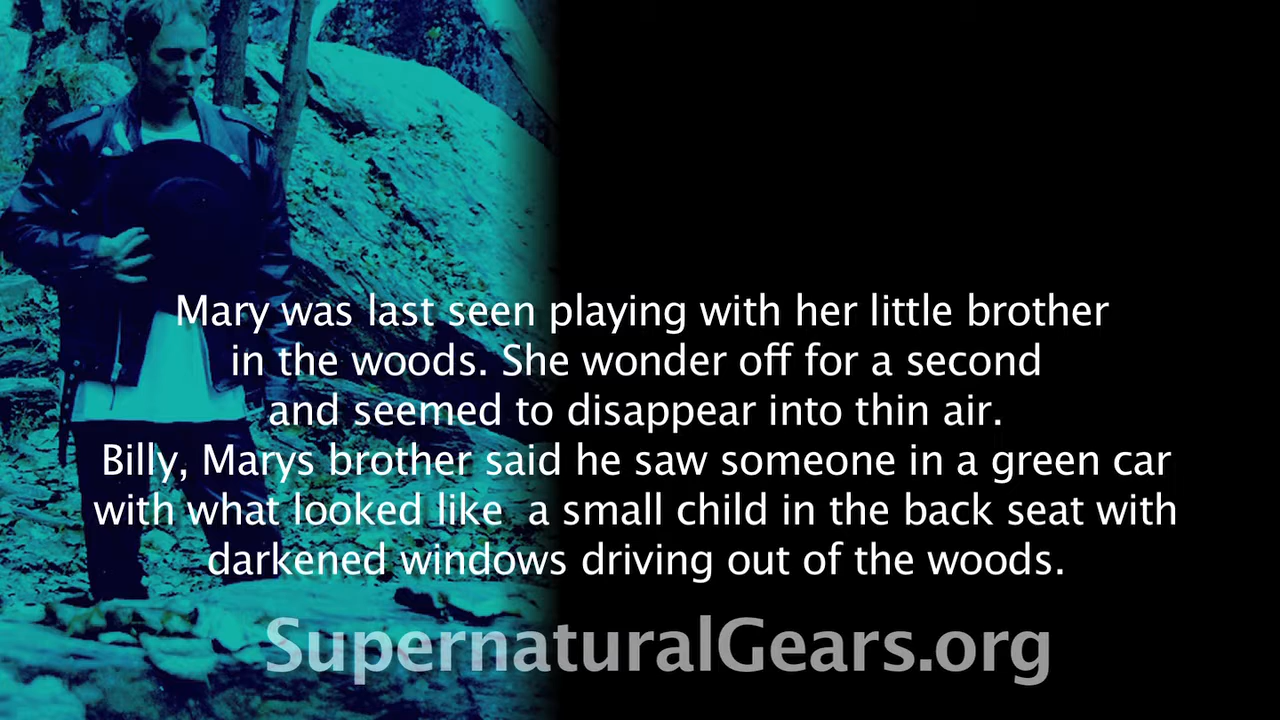 Mary was last seen playing with her little brother
in the woods. She wonder off for a second
and seemed to disappear into thin air.
Billy, Marys brother said he saw someone in a green car
with what looked like  a small child in the back seat with
darkened windows driving out of the woods.
SupernaturalGears.org